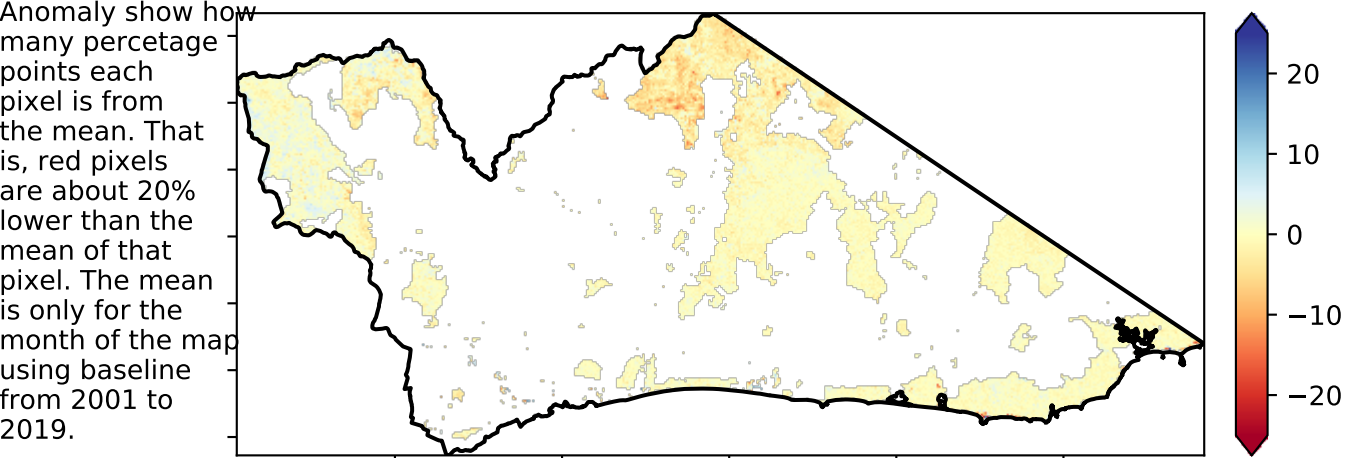 Anomaly show how
many percetage
points each
pixel is from
the mean. That
is, red pixels
are about 20%
lower than the
mean of that
pixel. The mean
is only for the
month of the map
using baseline
from 2001 to
2019.
20
10
0
−10
−20